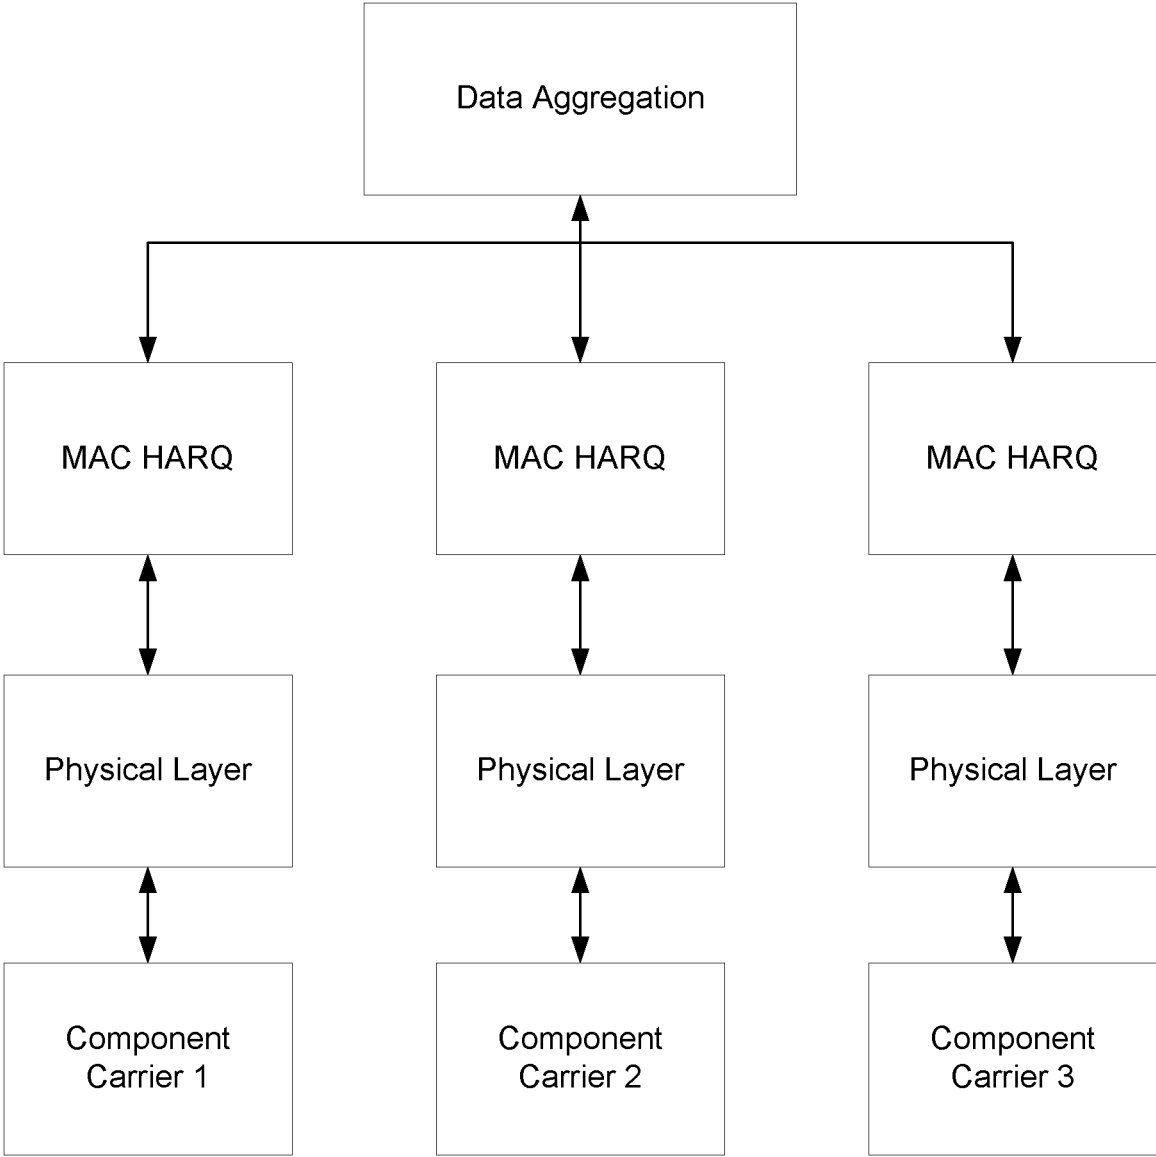 Data Aggregation
MAC HARQ
MAC HARQ
MAC HARQ
Physical Layer
Physical Layer
Physical Layer
Component
Carrier 1
Component
Carrier 2
Component
Carrier 3